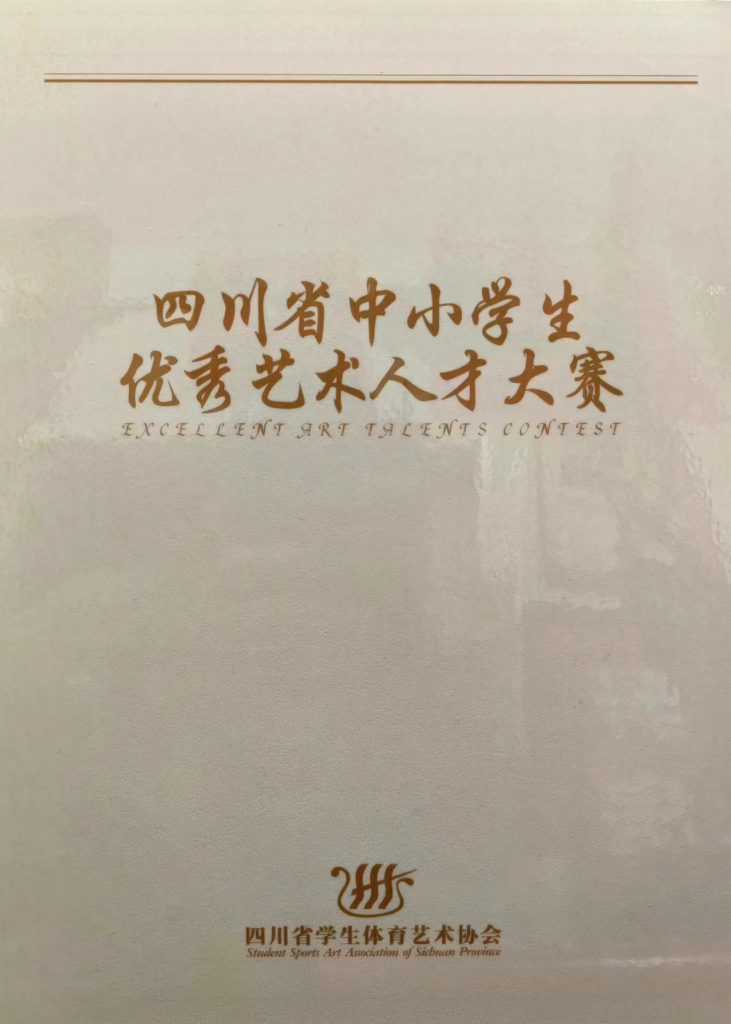 四川省中小学生
优秀艺术人才大赛
EXCELLENT ART TALENTS CONTEST
四川省学生体育艺术协会
Student Sports Art Association of Sichuan Province